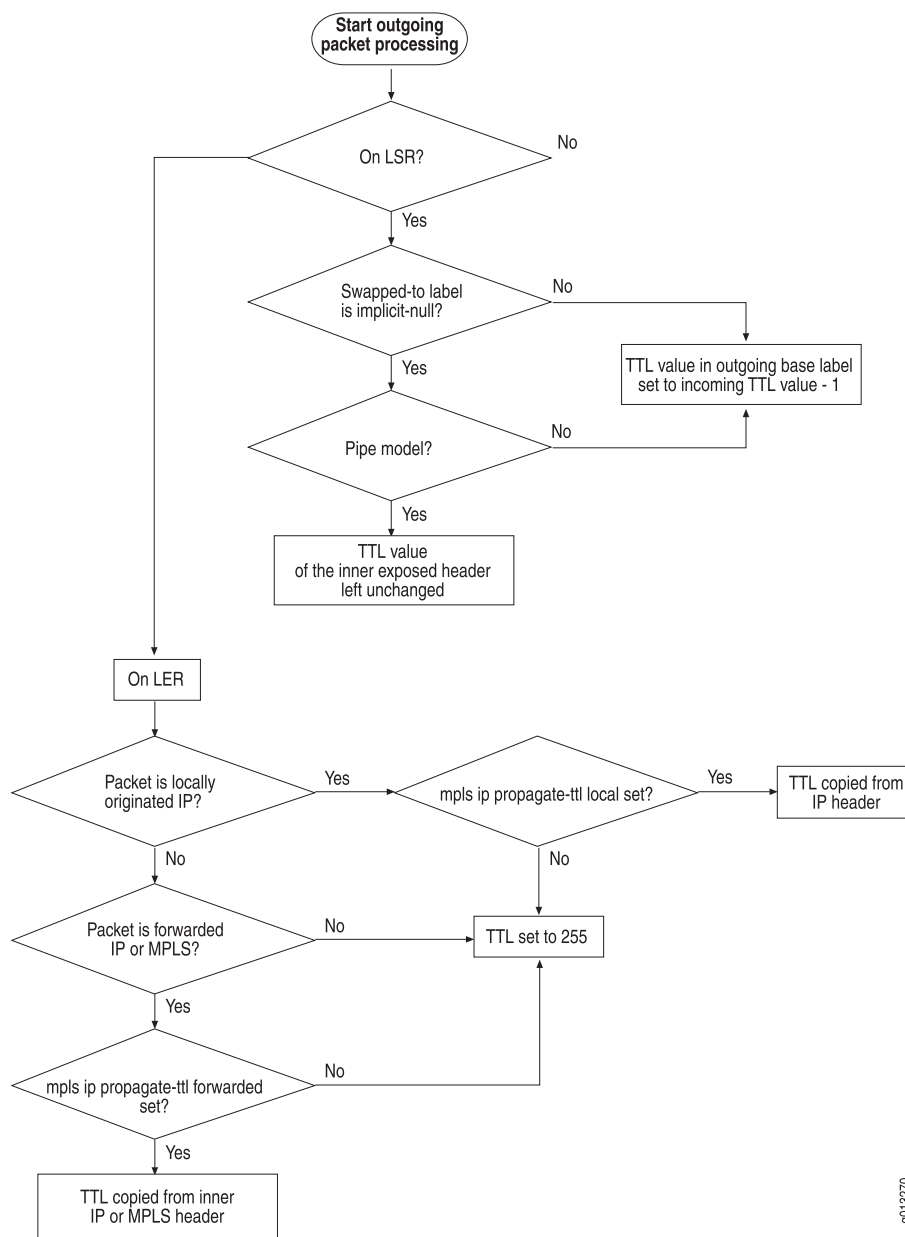 Start outgoing
packet processing
On LSR?
No
Yes
Swapped-to label
is implicit-null?
No
TTL value in outgoing base label
set to incoming TTL value - 1
Yes
Pipe model?
No
Yes
TTL value
of the inner exposed header
left unchanged
On LER
Packet is locally
originated IP?
Yes
mpls ip propagate-ttl local set?
Yes
TTL copied from
IP header
No
No
Packet is forwarded
IP or MPLS?
No
TTL set to 255
Yes
mpls ip propagate-ttl forwarded
set?
No
Yes
TTL copied from inner
IP or MPLS header
g013270